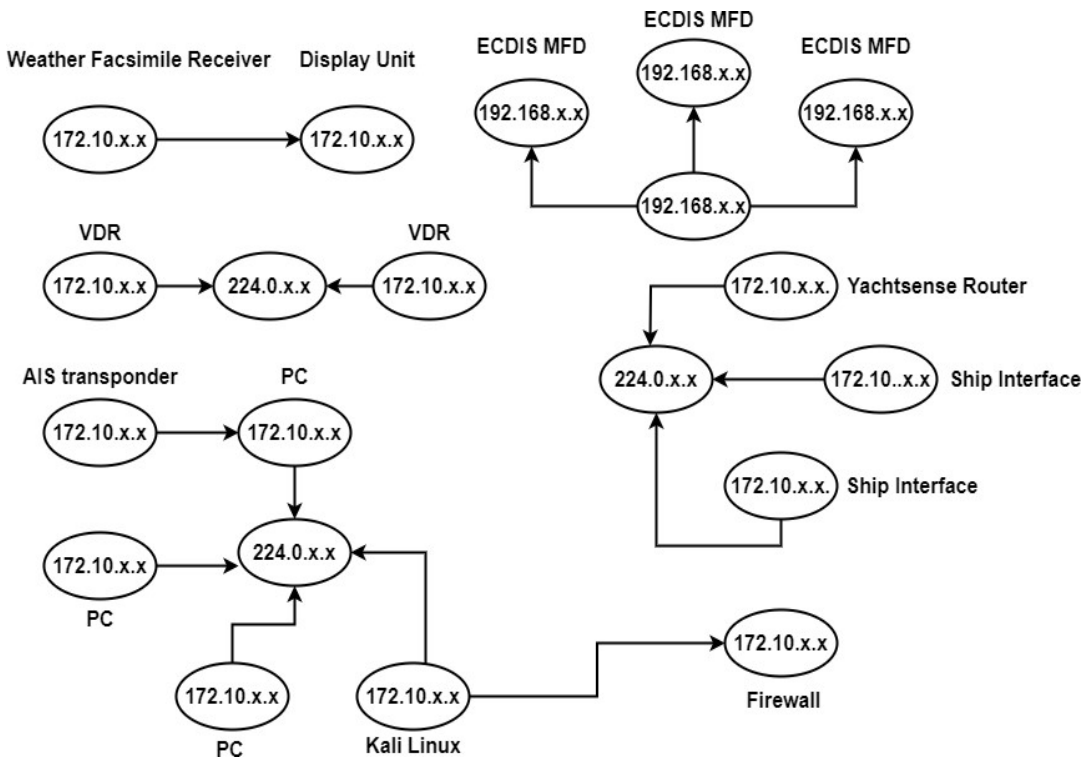 ECDIS MFD
Weather Facsimile Receiver
Display Unit
ECDIS MFD
ECDIS MFD
192.168.x.x
192.168.x.x
192.168.x.x
172.10.x.x
172.10.x.x
192.168.x.x
VDR
VDR
172.10.x.x
224.0.x.x
172.10.x.x
172.10.x.x.
Yachtsense Router
AIS transponder
PC
224.0.x.x
172.10..x.x
Ship Interface
172.10.x.x
172.10.x.x
172.10.x.x.
Ship Interface
172.10.x.x
PC
224.0.x.x
172.10.x.x
Firewall
172.10.x.x
PC
172.10.x.x
Kali Linux